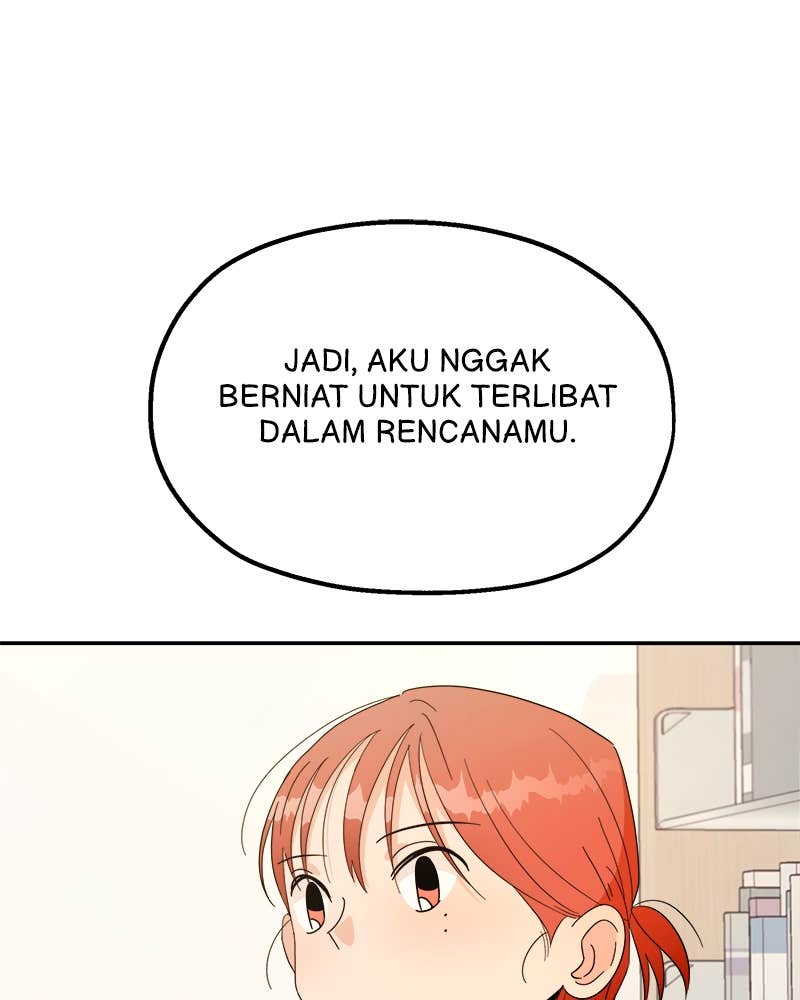 JADI, AKU NGGAK
BERNIAT UNTUK TERLIBAT
DALAM RENCANAMU.